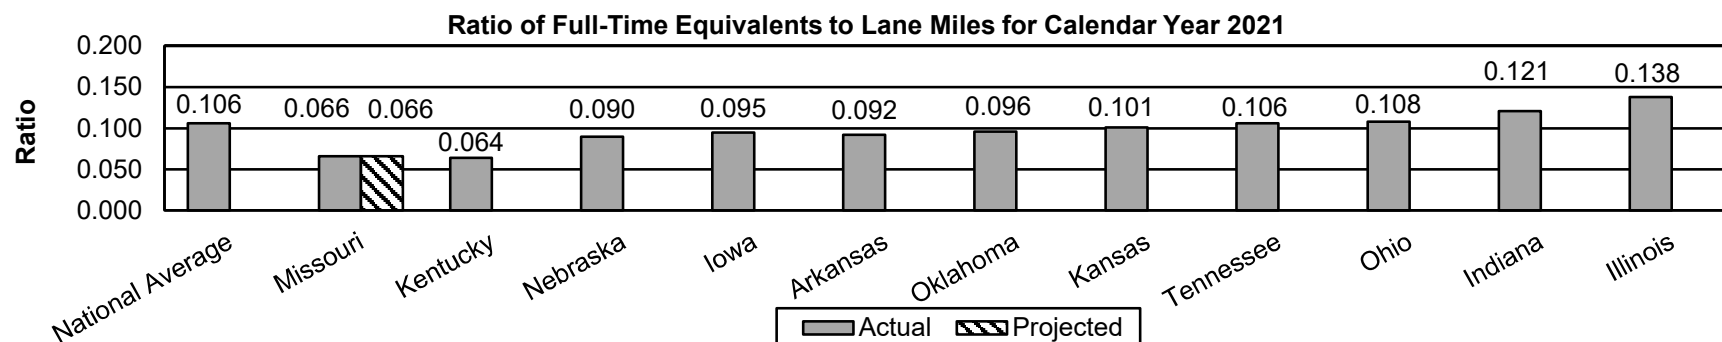 Ratio of Full-Time Equivalents to Lane Miles for Calendar Year 2021
Ratio
0.200
0.150
0.100
0.050
0.000
0.106 0.066 0.066 0.064 0.090 0.095 0.092 0.096 0.101 0.106 0.108 0.121 0.138
National Average Missouri Kentucky Nebraska Iowa Arkansas Oklahoma Kansas Tennessee Ohio Indiana Illinois
Actual Projected